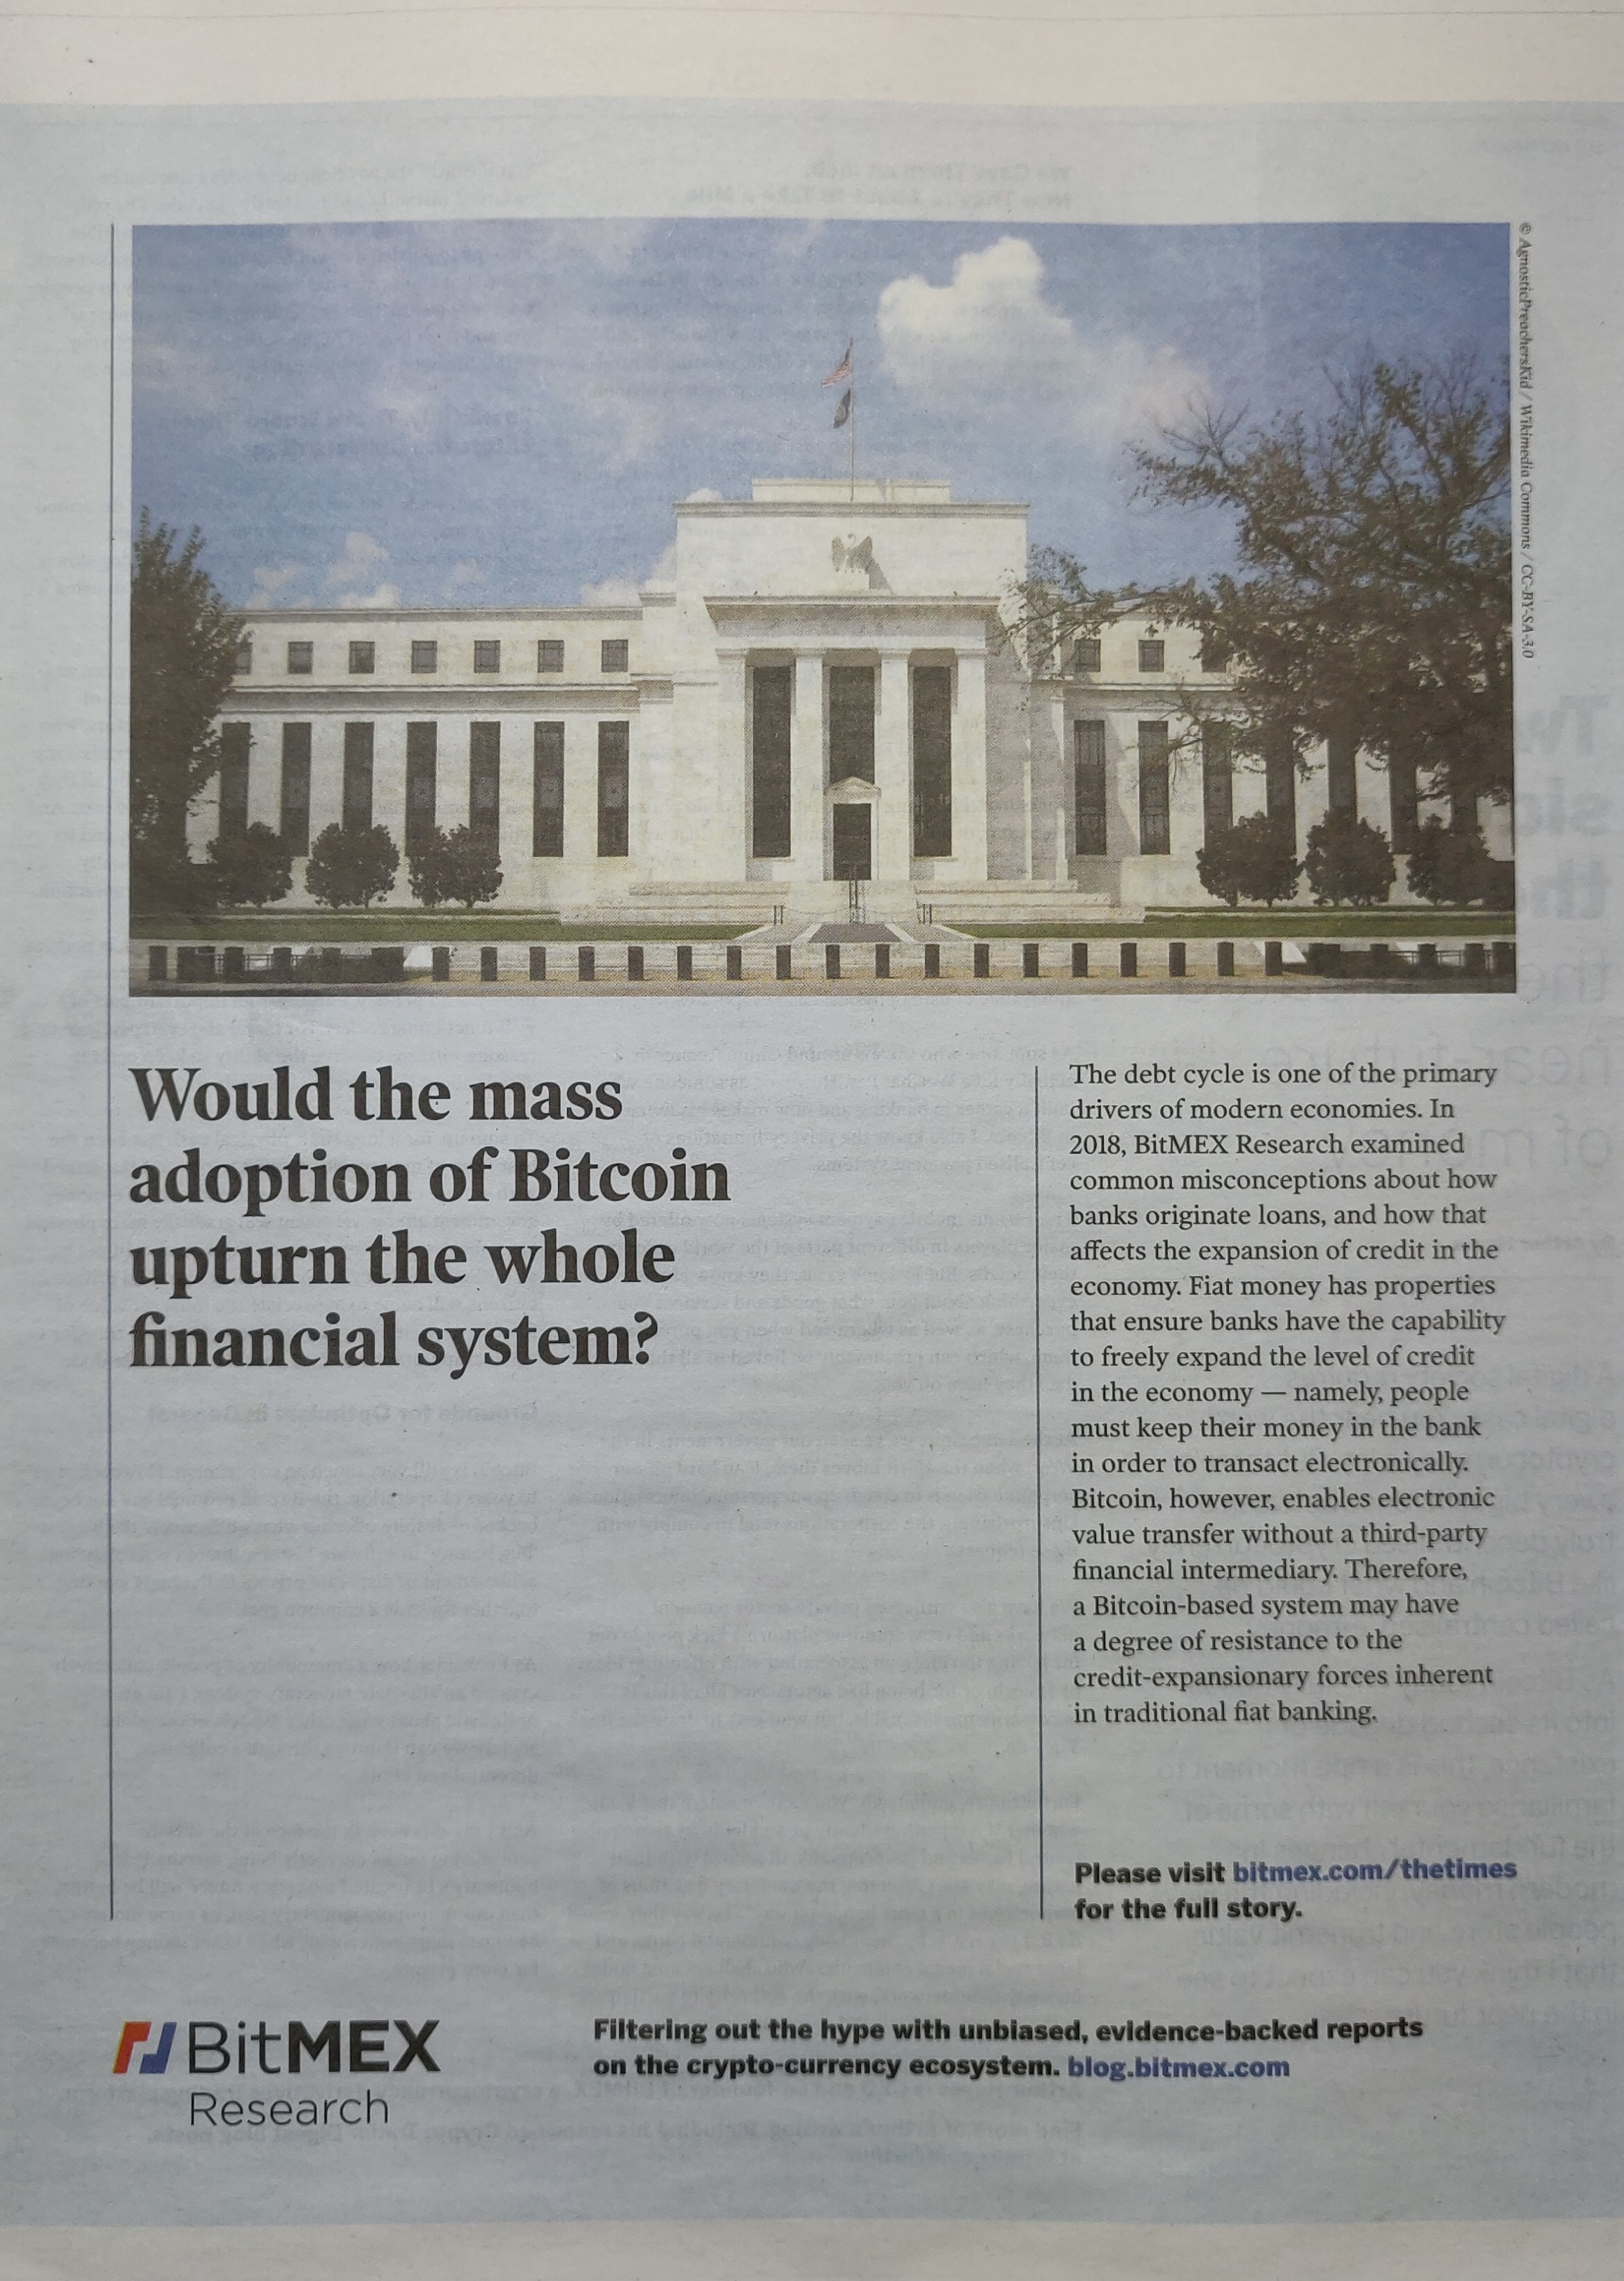 © AgnosticPreachersKid / Wikimedia Commons / CC-BY-SA-3.0
Would the mass
adoption of Bitcoin
upturn the whole
financial system?
The debt cycle is one of the primary
drivers of modern economies. In
2018, BitMEX Research examined
common misconceptions about how
banks originate loans, and how that
affects the expansion of credit in the
economy. Fiat money has properties
that ensure banks have the capability
to freely expand the level of credit
in the economy — namely, people
must keep their money in the bank
in order to transact electronically.
Bitcoin, however, enables electronic
value transfer without a third-party
financial intermediary. Therefore,
a Bitcoin-based system may have
a degree of resistance to the
credit-expansionary forces inherent
in traditional fiat banking.
Please visit bitmex.com/thetimes
for the full story.
BitMEX
Research
Filtering out the hype with unbiased, evidence-backed reports
on the crypto-currency ecosystem. blog.bitmex.com